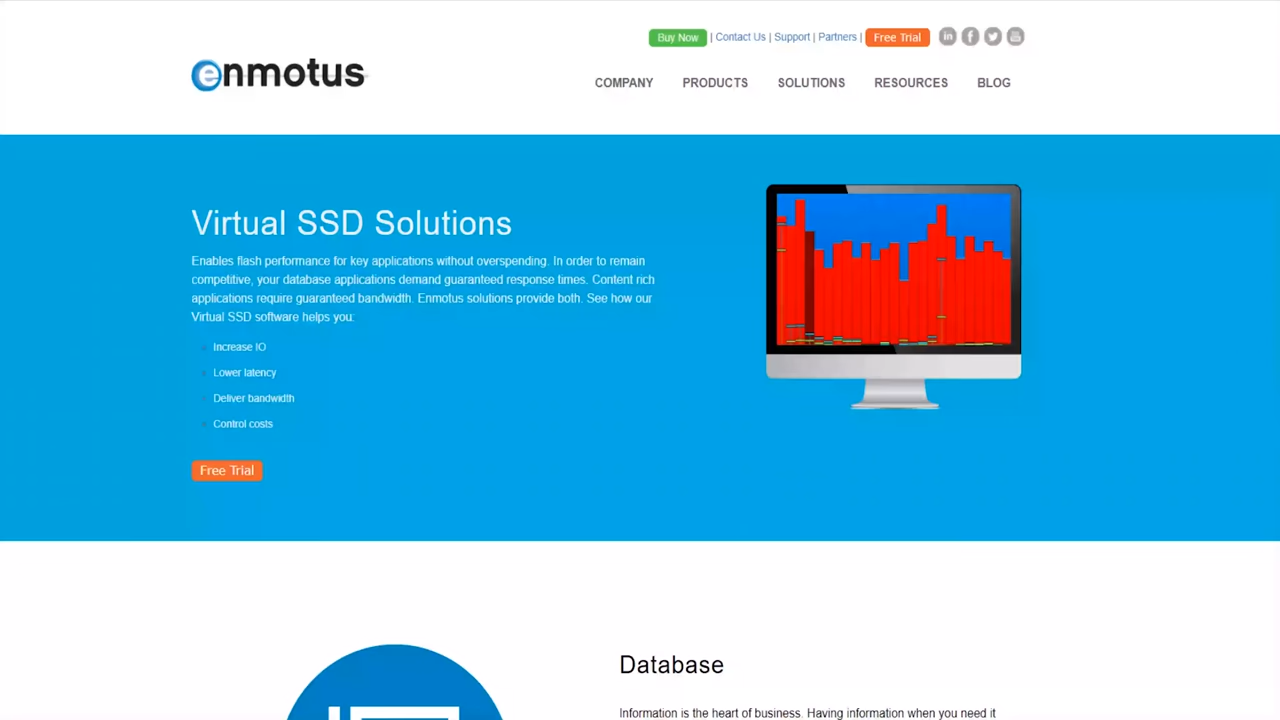 Buy Now | Contact Us | Support | Partners | Free Trial
enmotus
COMPANY PRODUCTS SOLUTIONS RESOURCES BLOG
Virtual SSD Solutions
Enables flash performance for key applications without overspending. In order to remain
competitive, your database applications demand guaranteed response times. Content rich
applications require guaranteed bandwidth. Enmotus solutions provide both. See how our
Virtual SSD software helps you:
Increase IO
Lower latency
Deliver bandwidth
Control costs
Free Trial
Database
Information is the heart of business. Having information when you need it